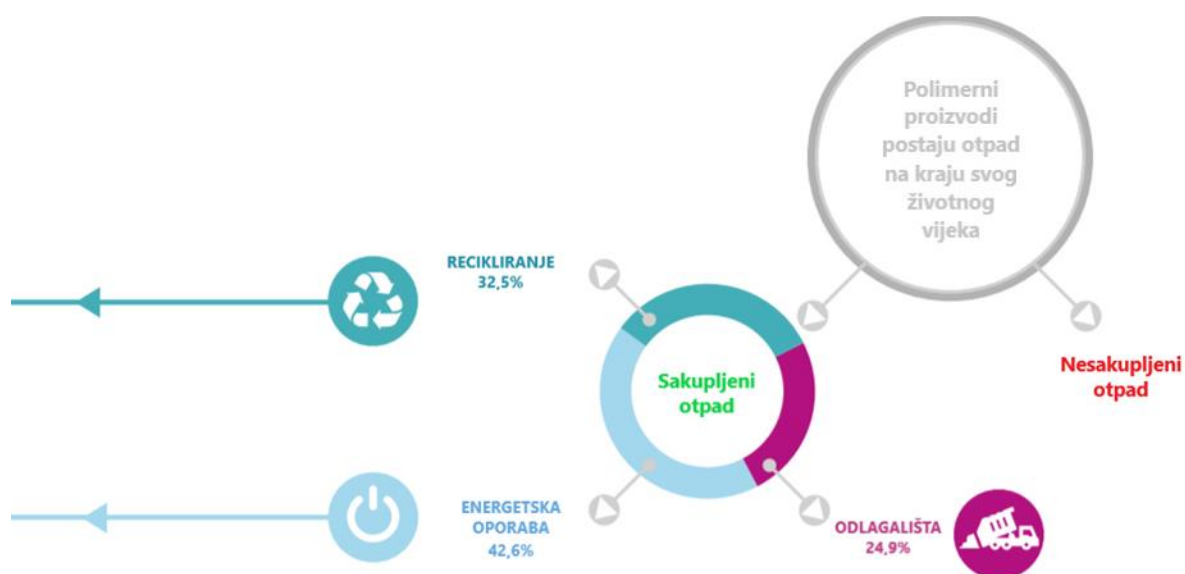 Polimerni
proizvodi
postaju otpad
na kraju svog
životnog
vijeka
RECIKLIRANJE
32,5%
Sakupljeni
otpad
Nesakupljeni
otpad
ENERGETSKA
OPORABA
42,6%
ODLAGALIŠTA
24,9%